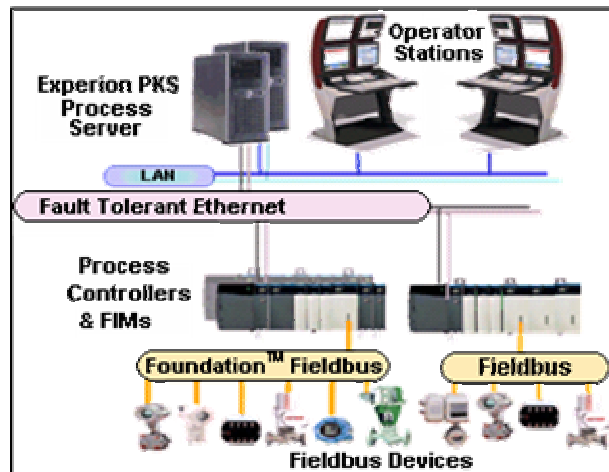 Operator
Stations
Experion PKS
Process
Server
LAN
Fault Tolerant Ethernet
Process
Controllers
& FIMs
Foundation™ Fieldbus
Fieldbus
Fieldbus Devices